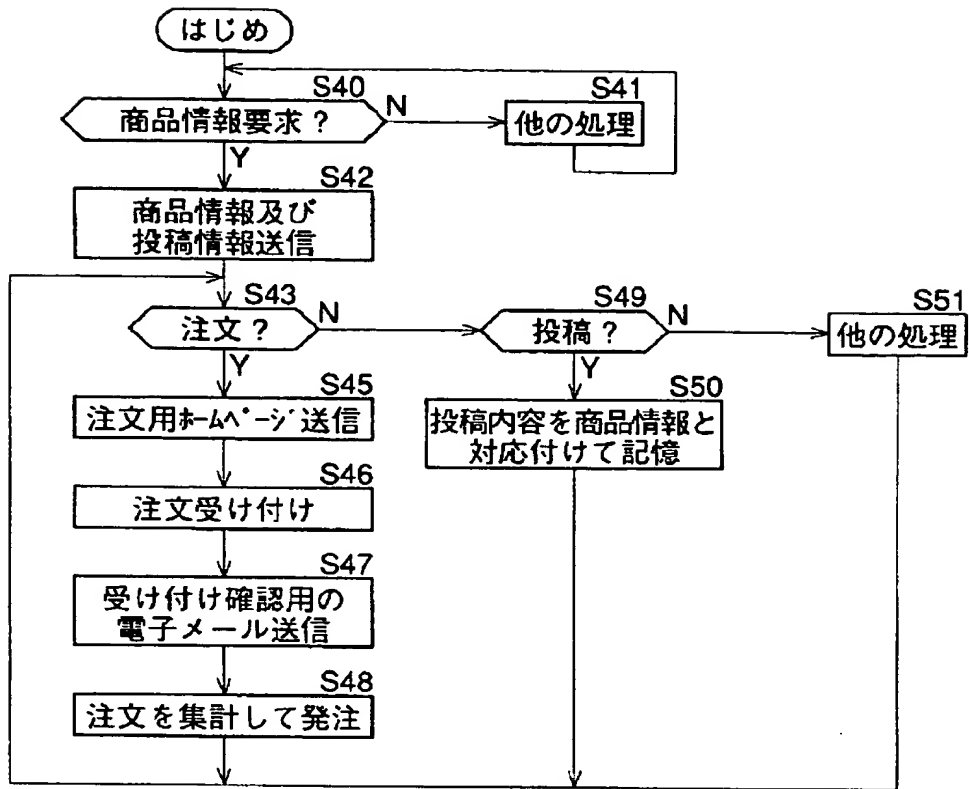 はじめ
S40
商品情報要求？
N
S41
他の処理
Y
S42
商品情報及び
投稿情報送信
S43
注文？
N
S49
投稿？
N
S51
他の処理
Y
Y
S45
注文用ﾎｰﾑﾍﾟｰｼﾞ送信
S50
投稿内容を商品情報と
対応付けて記憶
S46
注文受け付け
S47
受け付け確認用の
電子メール送信
S48
注文を集計して発注